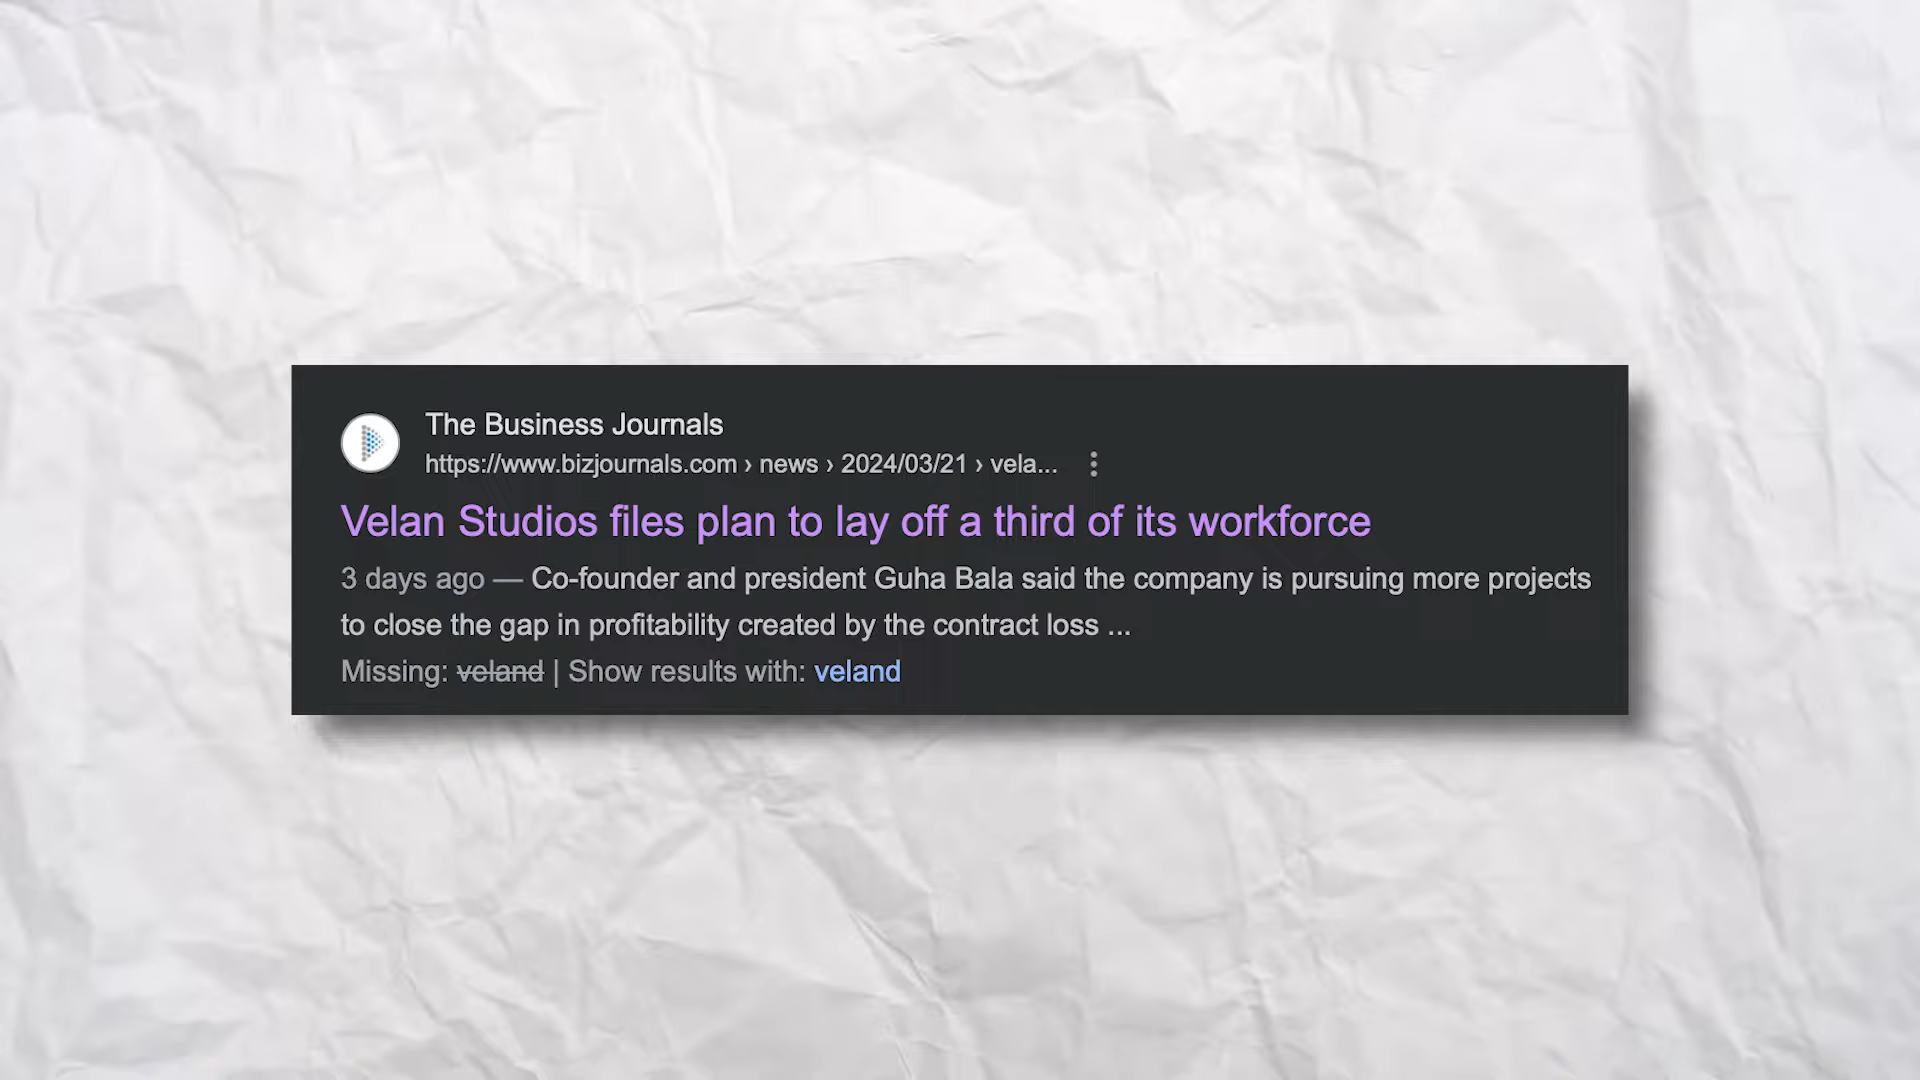 The Business Journals
https://www.bizjournals.com › news › 2024/03/21 › vela...
Velan Studios files plan to lay off a third of its workforce
3 days ago — Co-founder and president Guha Bala said the company is pursuing more projects
to close the gap in profitability created by the contract loss ...
Missing: veland | Show results with: veland